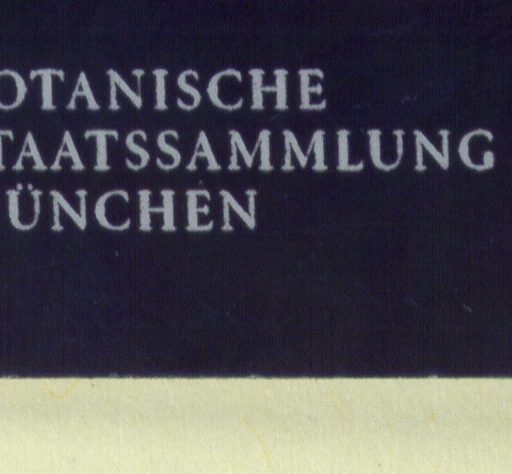 OTANISCHE
TAATSSAMMLUNG
ÜNCHEN